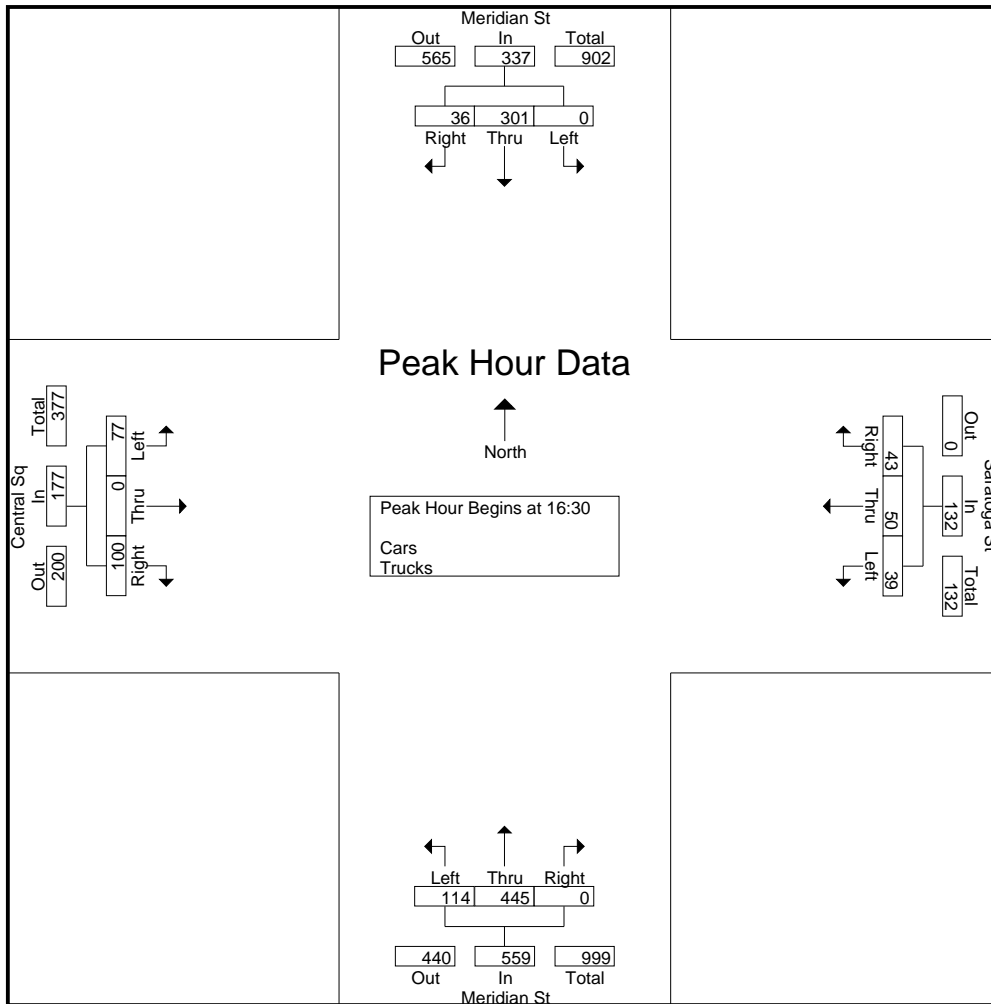 Meridian St
Out In Total
565 337 902
36 301 0
Right Thru Left
Peak Hour Data
North
Peak Hour Begins at 16:30
Cars
Trucks
Central Sq
Total In Out
377 177 200
77 0 100
Left Thru Right
Saratoga St
Out In Total
0 132 132
43 50 39
Right Thru Left
Left Thru Right
114 445 0
440 559 999
Out In Total
Meridian St